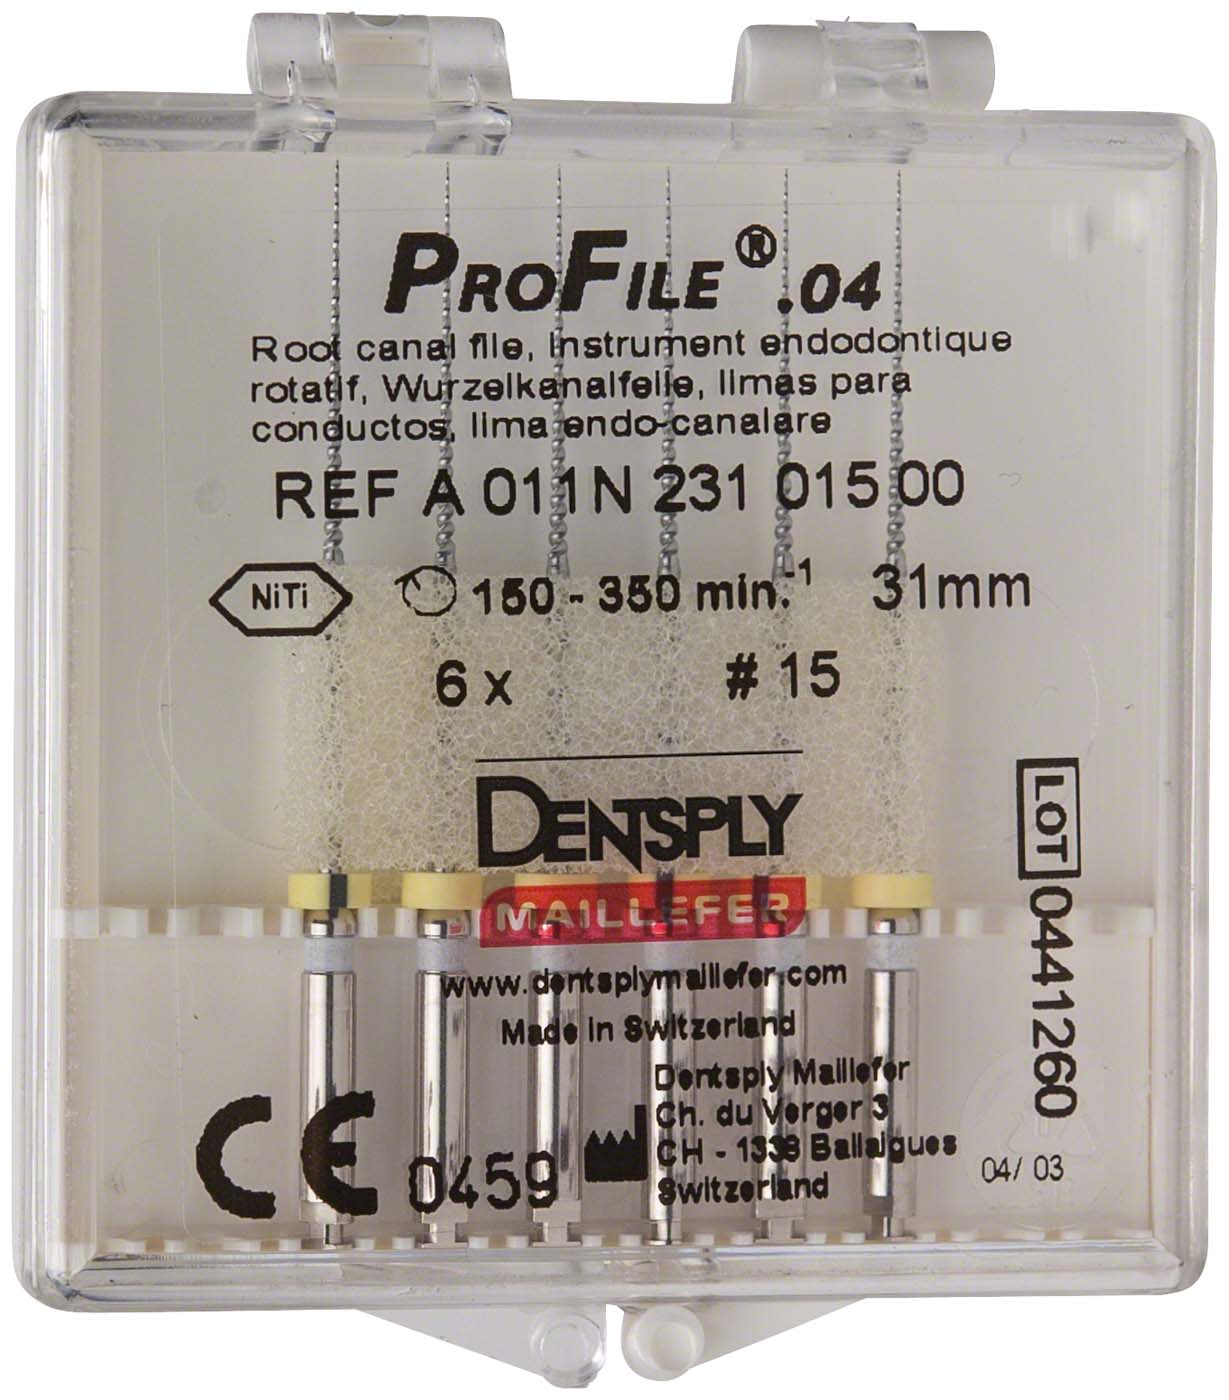 PROFILE® .04
Root canal file, Instrument endodontique
rotatif, Wurzelkanalfeile, limas para
conductos, lima endo-canalare
REF A 011N 231 015 00
NiTi 150 - 350 min.-1 31mm
6 x # 15
DENTSPLY
MAILLEFER
www.dentsplymaillefer.com
Made in Switzerland
Dentsply Maillefer
Ch. du Verger 3
CH - 1338 Ballaigues
Switzerland
CE 0459
LOT 0441260
04/ 03